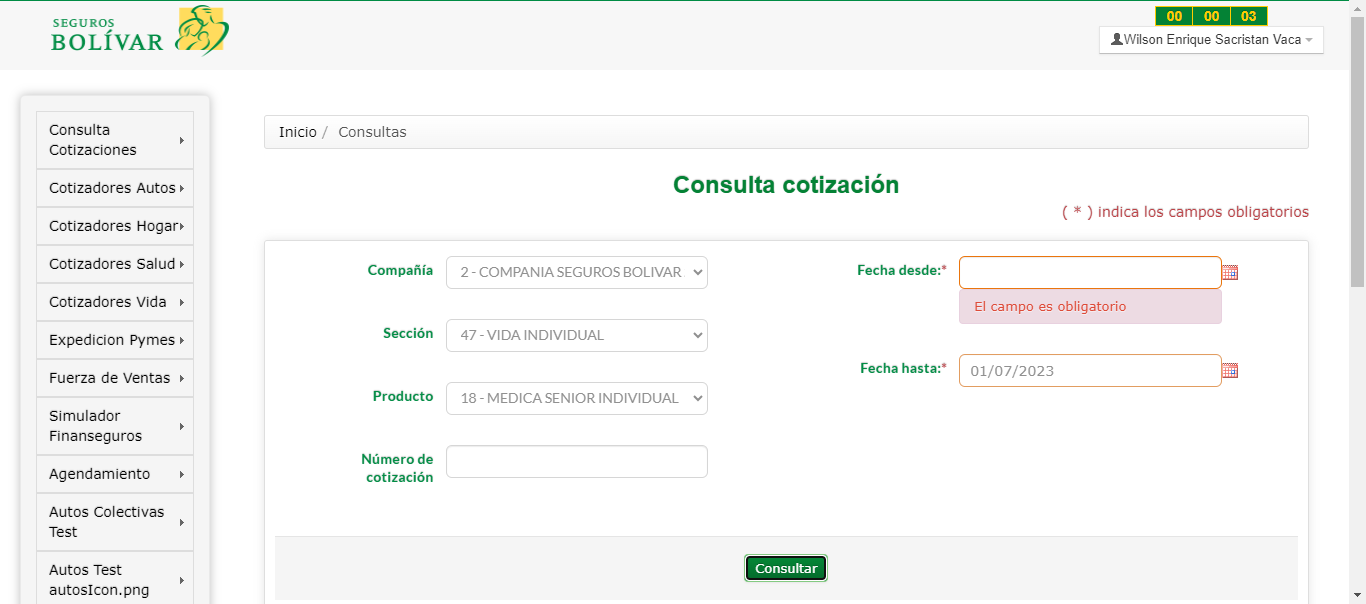 SEGUROS
BOLÍVAR
00 00 03
Wilson Enrique Sacristan Vaca
Consulta
Cotizaciones
Cotizadores Autos
Cotizadores Hogar
Cotizadores Salud
Cotizadores Vida
Expedicion Pymes
Fuerza de Ventas
Simulador
Finanseguros
Agendamiento
Autos Colectivas
Test
Autos Test
autosIcon.png
Inicio / Consultas
Consulta cotización
( * ) indica los campos obligatorios
Compañía 2 - COMPANIA SEGUROS BOLIVAR
Fecha desde:*
El campo es obligatorio
Sección 47 - VIDA INDIVIDUAL
Fecha hasta:* 01/07/2023
Producto 18 - MEDICA SENIOR INDIVIDUAL
Número de
cotización
Consultar